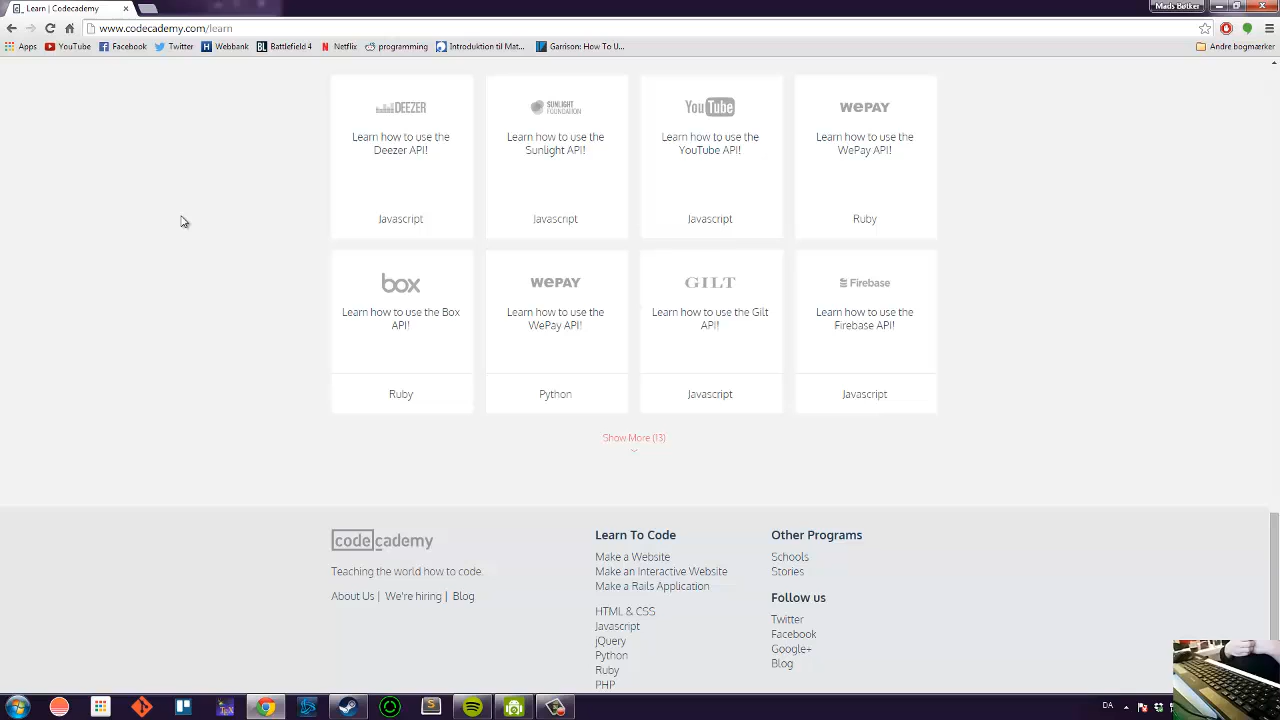 Learn | Codecademy
Mads Bøtker
www.codecademy.com/learn
Apps YouTube Facebook Twitter Webbank Battlefield 4 Netflix programming Introduktion til Mat... Garison: How To U... Andre bogmærker
DEEZER
Learn how to use the
Deezer API!
Javascript
SUNLIGHT
FOUNDATION
Learn how to use the
Sunlight API!
Javascript
YouTube
Learn how to use the
YouTube API!
Javascript
WEPAY
Learn how to use the
WePay API!
Ruby
box
Learn how to use the Box
API!
Ruby
WEPAY
Learn how to use the
WePay API!
Python
GILT
Learn how to use the Gilt
API!
Javascript
Firebase
Learn how to use the
Firebase API!
Javascript
Show More (13)
codecademy
Teaching the world how to code.
About Us | We're hiring | Blog
Learn To Code
Make a Website
Make an Interactive Website
Make a Rails Application
HTML & CSS
Javascript
jQuery
Python
Ruby
PHP
Other Programs
Schools
Stories
Follow us
Twitter
Facebook
Google+
Blog
DA